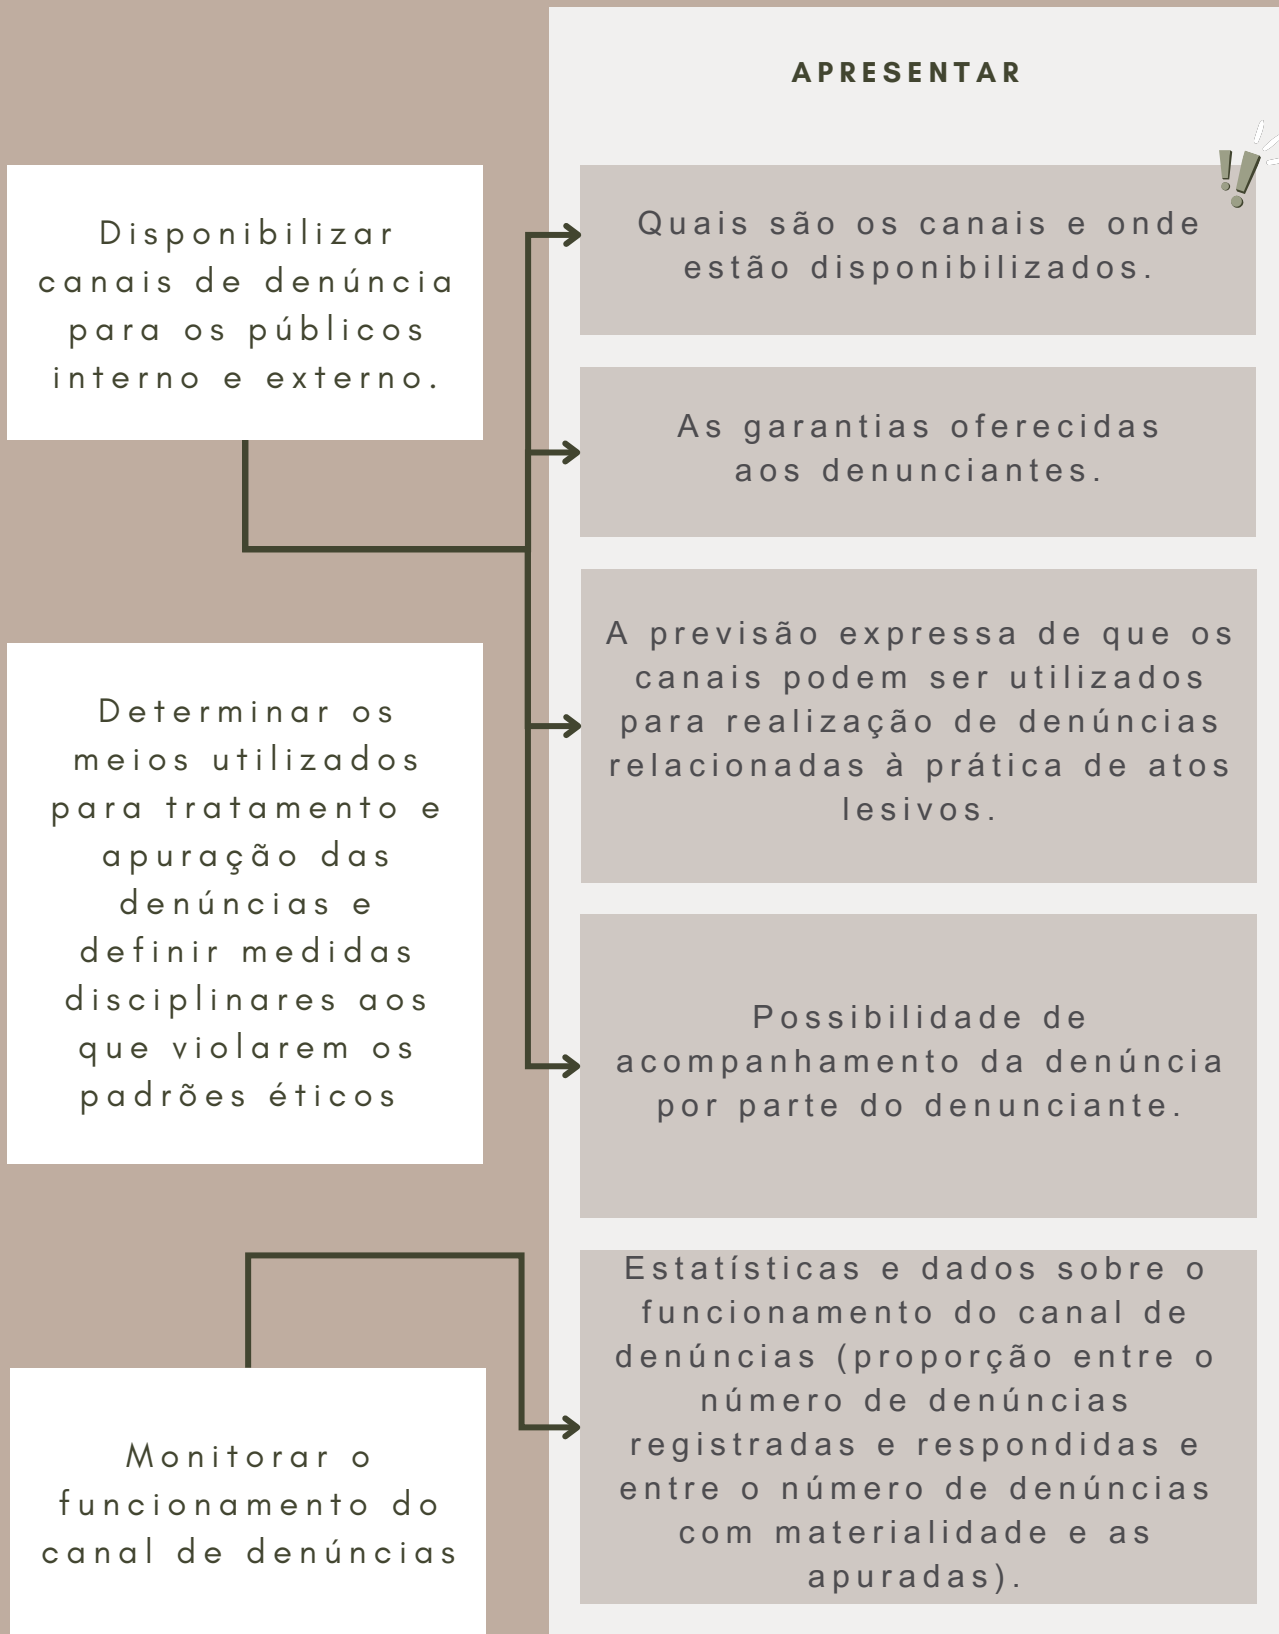 APRESENTAR
Disponibilizar
canais de denúncia
para os públicos
interno e externo.
Quais são os canais e onde
estão disponibilizados.
As garantias oferecidas
aos denunciantes.
A previsão expressa de que os
canais podem ser utilizados
para realização de denúncias
relacionadas à prática de atos
lesivos.
Determinar os
meios utilizados
para tratamento e
apuração das
denúncias e
definir medidas
disciplinares aos
que violarem os
padrões éticos
Possibilidade de
acompanhamento da denúncia
por parte do denunciante.
Monitorar o
funcionamento do
canal de denúncias
Estatísticas e dados sobre o
funcionamento do canal de
denúncias (proporção entre o
número de denúncias
registradas e respondidas e
entre o número de denúncias
com materialidade e as
apuradas).